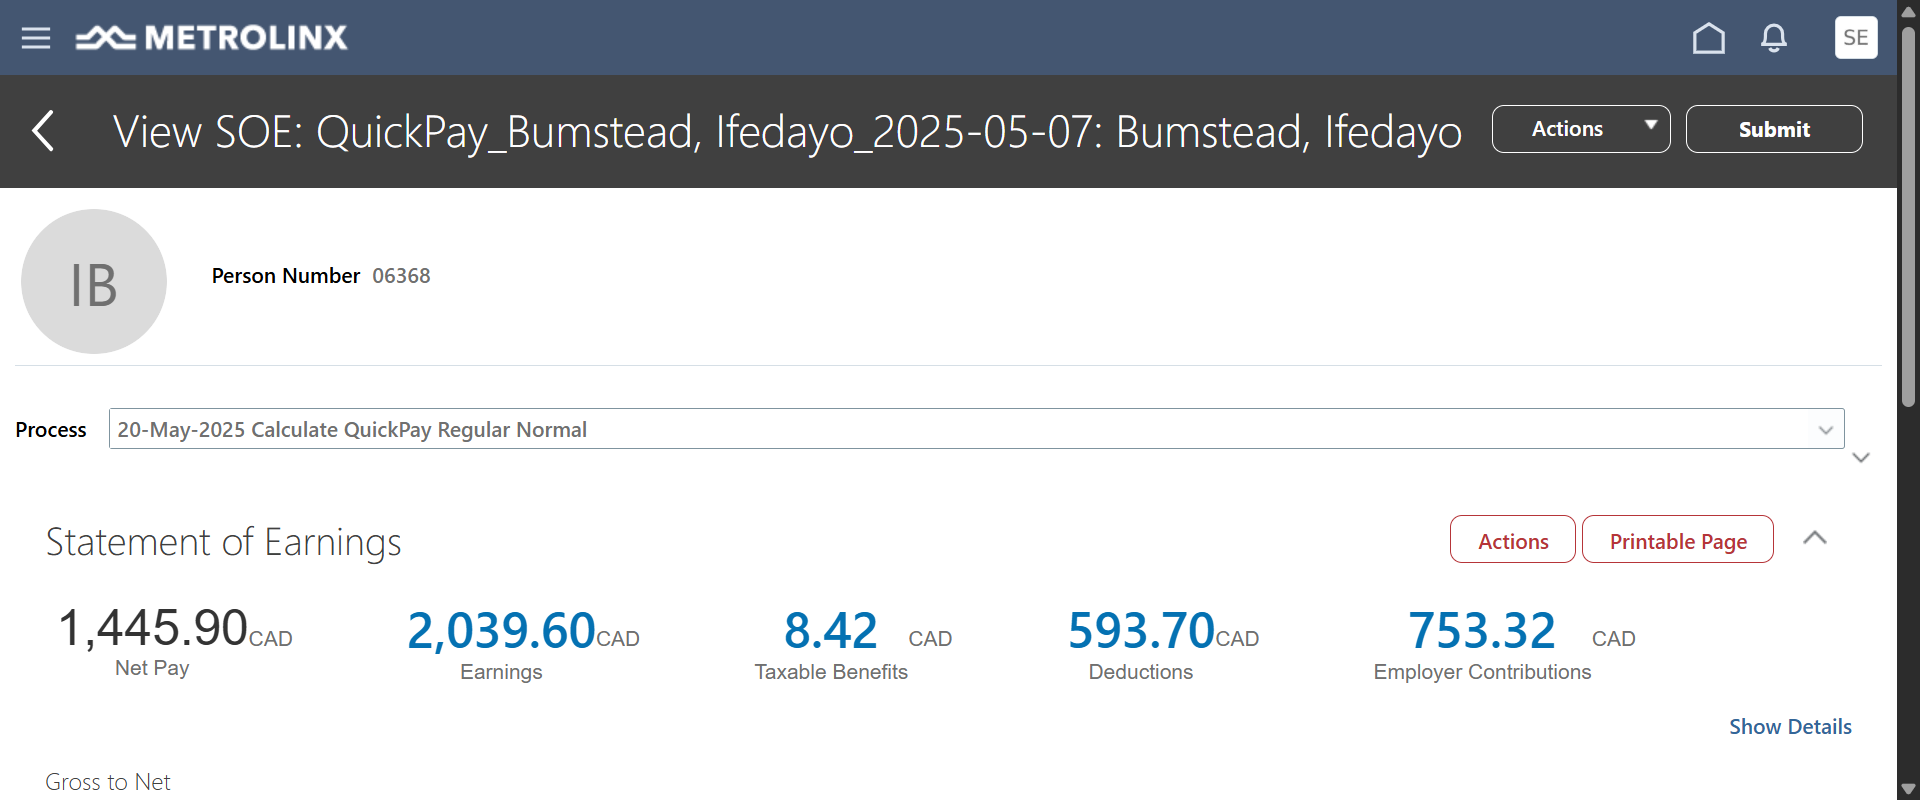 METROLINX
SE
View SOE: QuickPay_Bumstead, Ifedayo_2025-05-07: Bumstead, Ifedayo
Actions
Submit
IB
Person Number 06368
Process 20-May-2025 Calculate QuickPay Regular Normal
Statement of Earnings
Actions
Printable Page
1,445.90CAD
Net Pay
2,039.60CAD
Earnings
8.42 CAD
Taxable Benefits
593.70CAD
Deductions
753.32 CAD
Employer Contributions
Show Details
Gross to Net